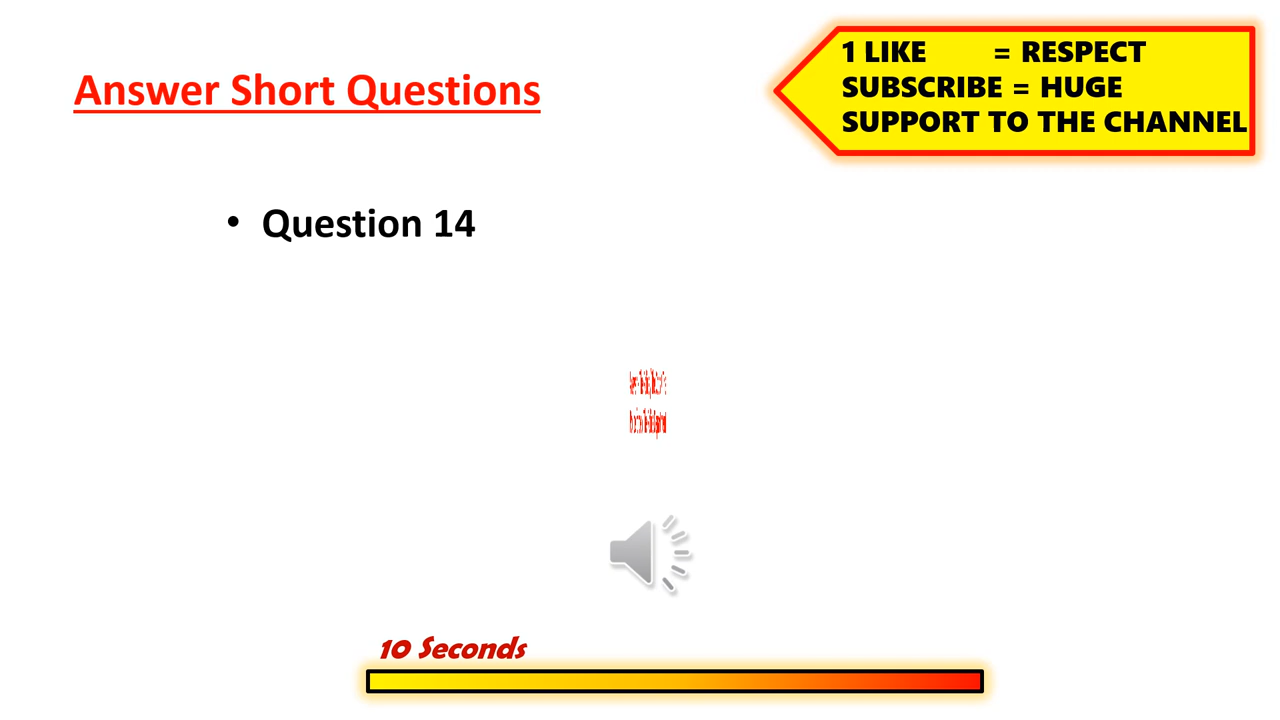 1 LIKE = RESPECT
SUBSCRIBE = HUGE
SUPPORT TO THE CHANNEL
Answer Short Questions
• Question 14
10 Seconds